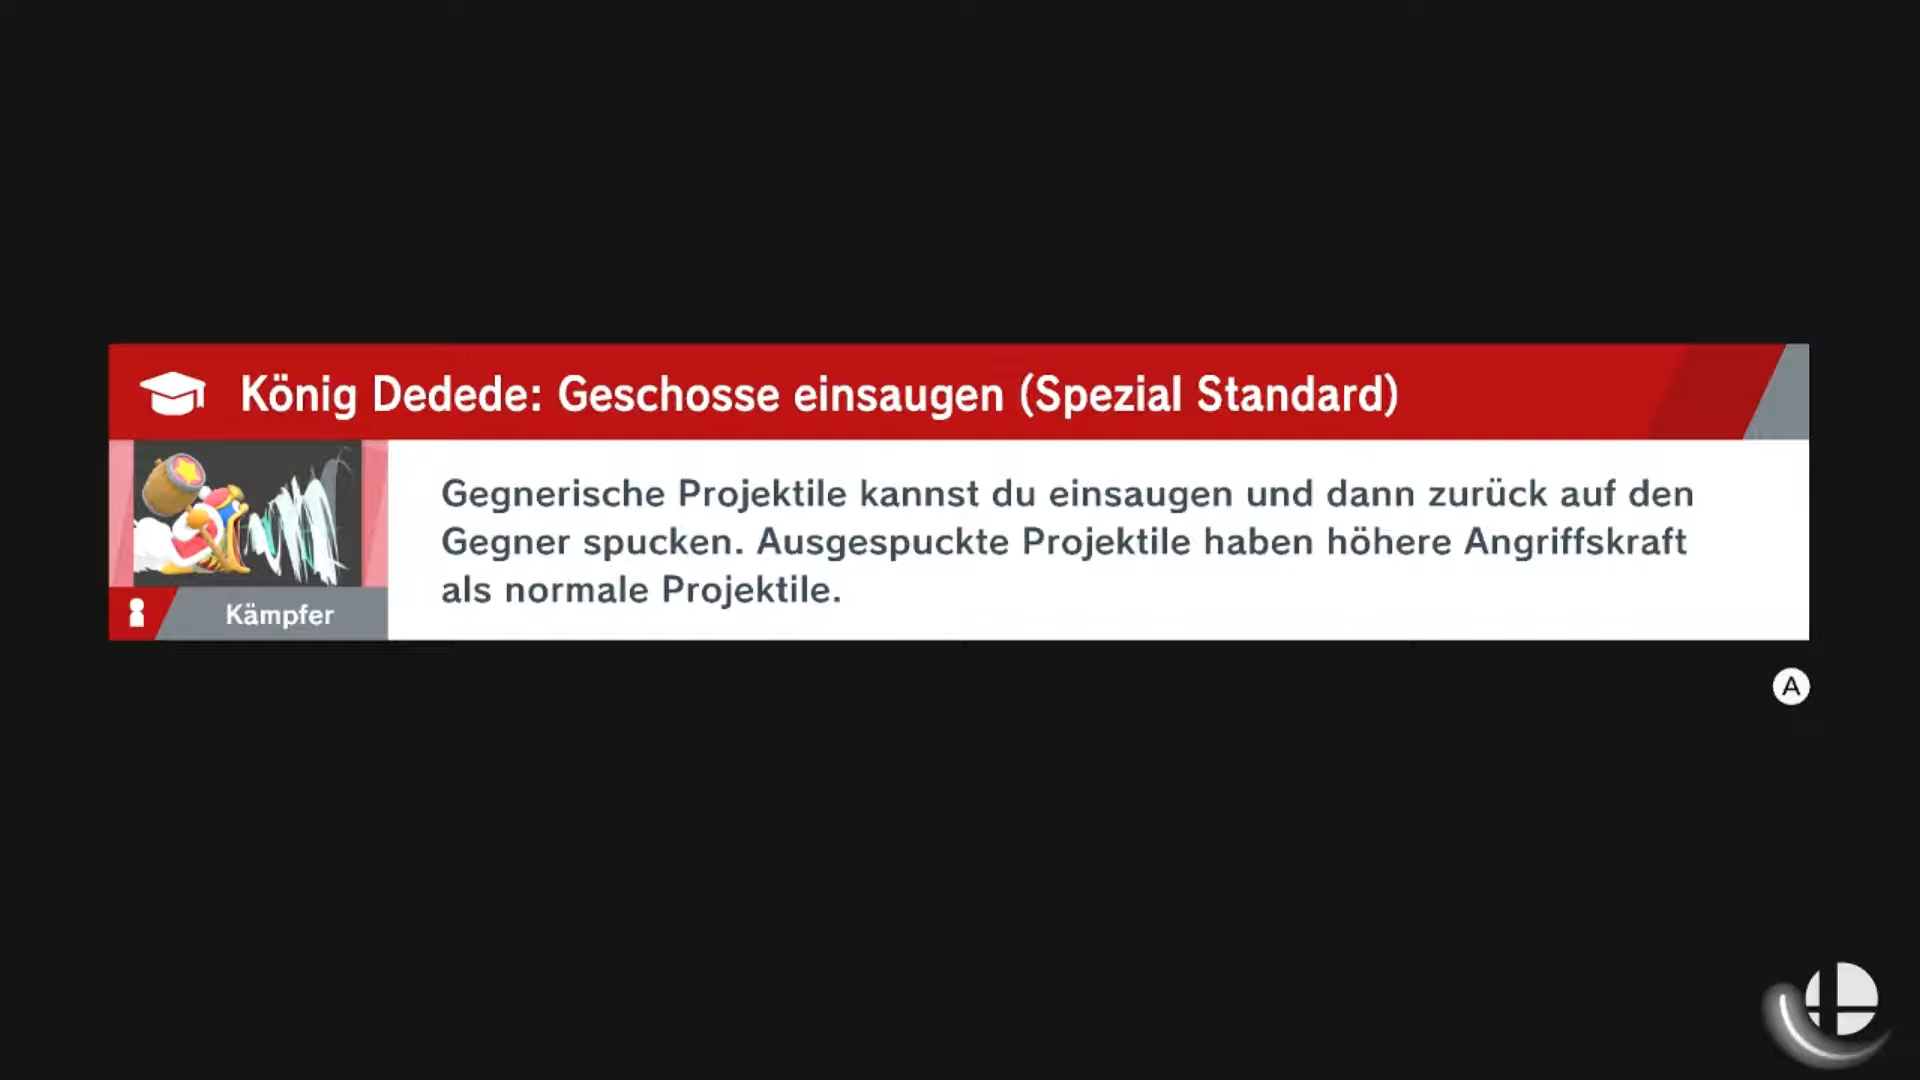 König Dedede: Geschosse einsaugen (Spezial Standard)
Gegnerische Projektile kannst du einsaugen und dann zurück auf den
Gegner spucken. Ausgespuckte Projektile haben höhere Angriffskraft
als normale Projektile.
Kämpfer
A